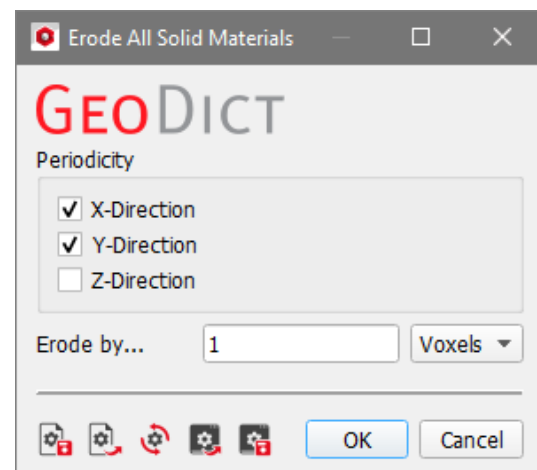 Erode All Solid Materials
GEODICT
Periodicity
X-Direction
Y-Direction
Z-Direction
Erode by... 1 Voxels
OK Cancel